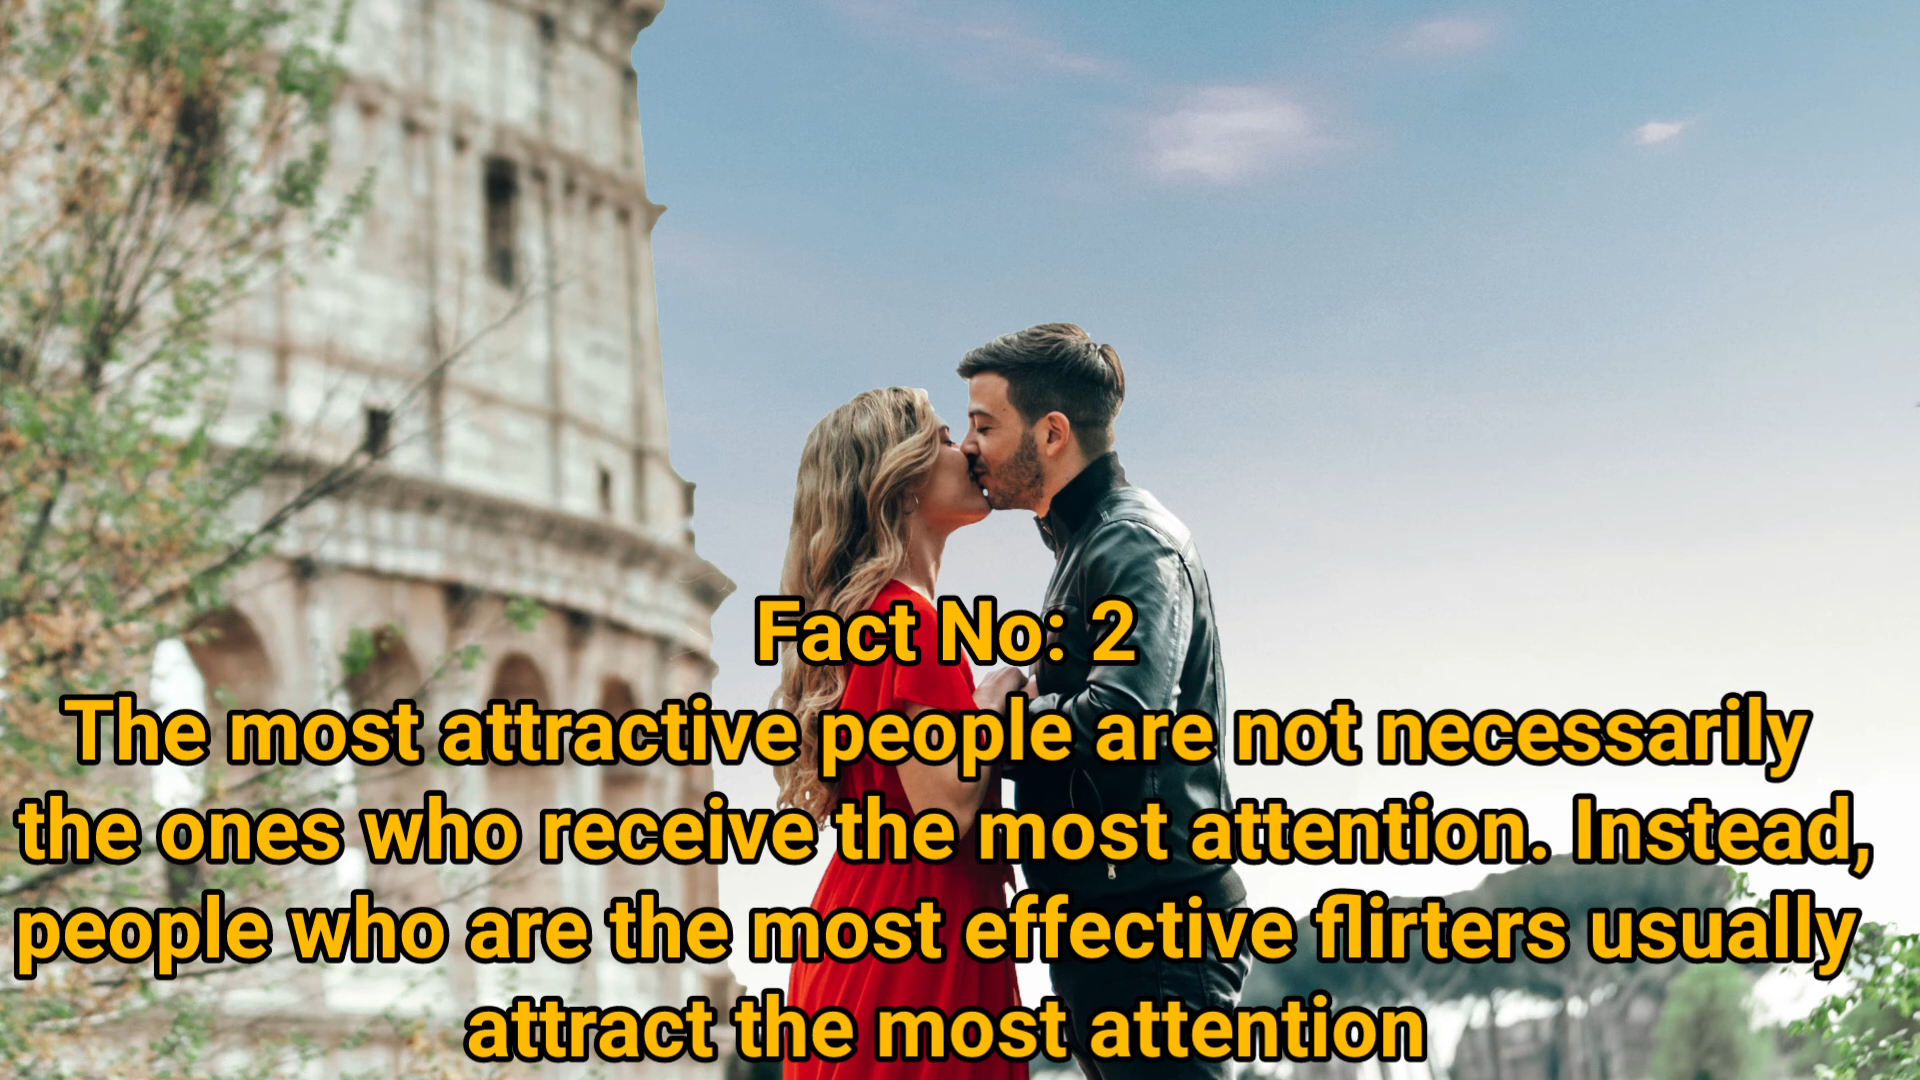 Fact No: 2
The most attractive people are not necessarily
the ones who receive the most attention. Instead,
people who are the most effective flirters usually
attract the most attention